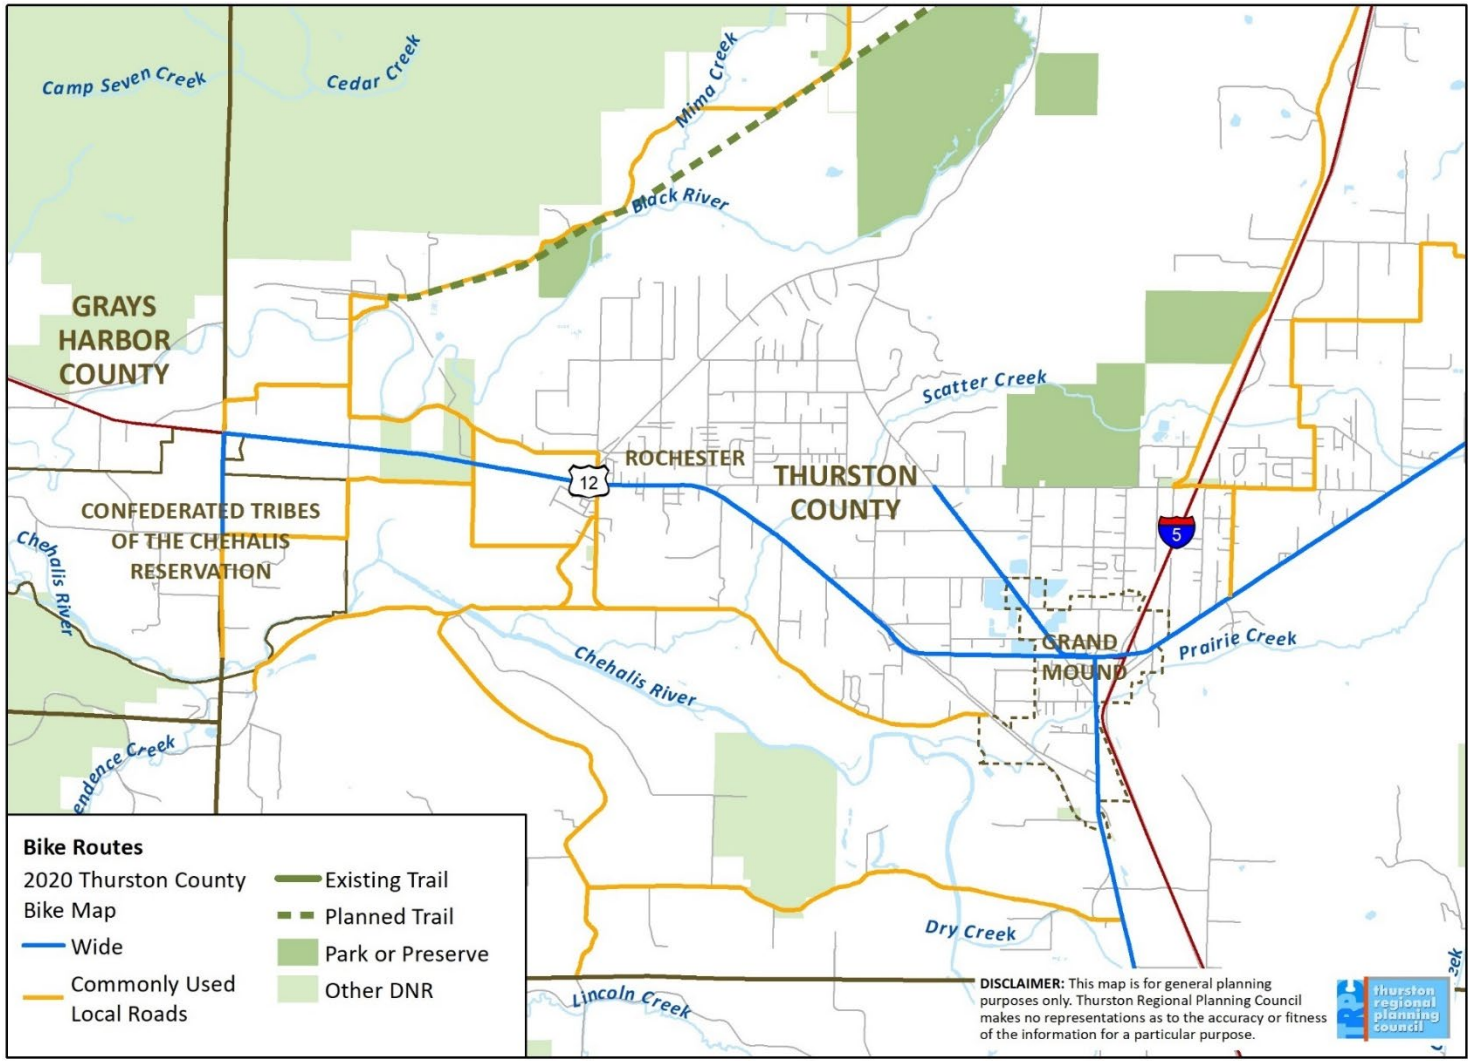 Camp Seven Creek
Cedar Creek
Mima Creek
Black River
GRAYS
HARBOR
COUNTY
Scatter Creek
ROCHESTER
THURSTON
COUNTY
12
CONFEDERATED TRIBES
OF THE CHEHALIS
RESERVATION
5
Chehalis River
GRAND
MOUND
Prairie Creek
Chehalis River
endence Creek
Dry Creek
Lincoln Creek
eek
Bike Routes
2020 Thurston County
Bike Map
Wide
Commonly Used
Local Roads
Existing Trail
Planned Trail
Park or Preserve
Other DNR
DISCLAIMER: This map is for general planning
purposes only. Thurston Regional Planning Council
makes no representations as to the accuracy or fitness
of the information for a particular purpose.
TRPC
thurston
regional
planning
council